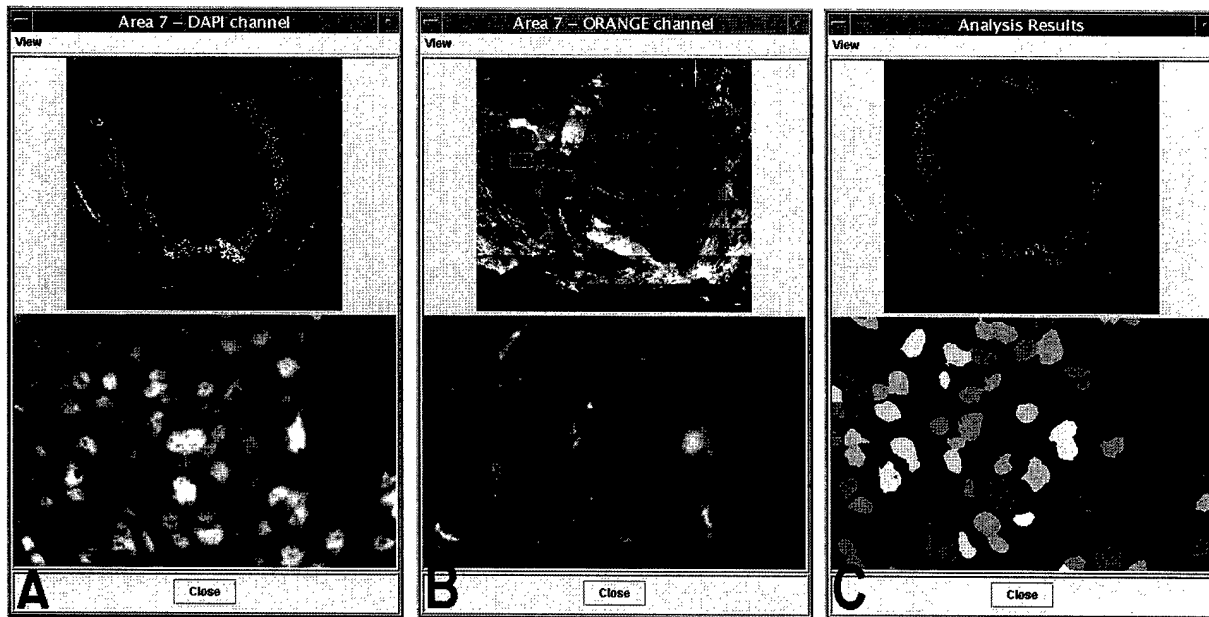 Area 7 – DAPI channel
View
Close
A
Area 7 – ORANGE channel
View
Close
B
Analysis Results
View
Close
C